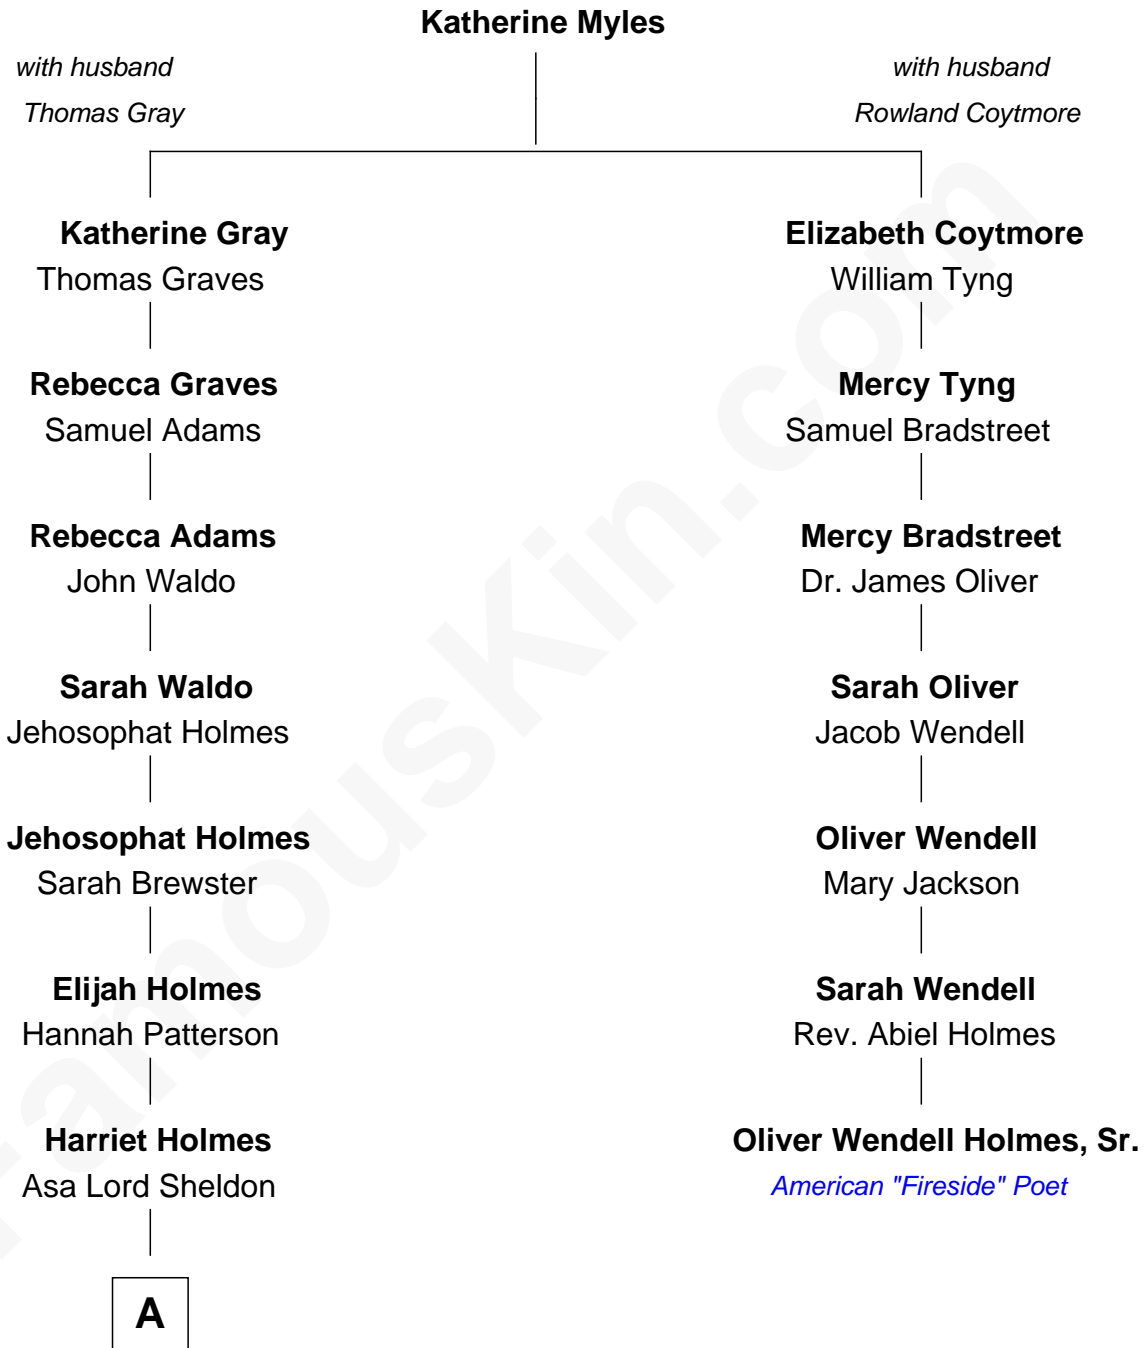 Katherine Myles
with husband
Thomas Gray
with husband
Rowland Coytmore
Katherine Gray
Thomas Graves
Elizabeth Coytmore
William Tyng
Rebecca Graves
Samuel Adams
Mercy Tyng
Samuel Bradstreet
Rebecca Adams
John Waldo
Mercy Bradstreet
Dr. James Oliver
Sarah Waldo
Jehosophat Holmes
Sarah Oliver
Jacob Wendell
Jehosophat Holmes
Sarah Brewster
Oliver Wendell
Mary Jackson
Elijah Holmes
Hannah Patterson
Sarah Wendell
Rev. Abiel Holmes
Harriet Holmes
Asa Lord Sheldon
Oliver Wendell Holmes, Sr.
American "Fireside" Poet
A
FamousKin.com